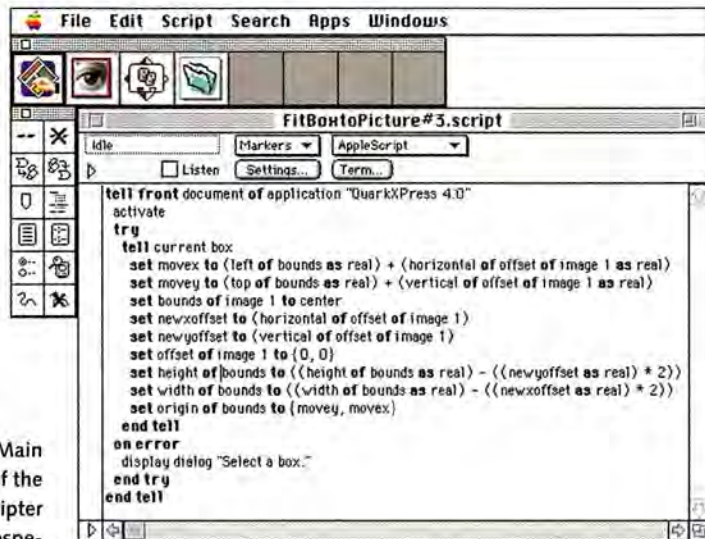 File Edit Script Search Apps Windows
FitBoxtoPicture#3.script
Idle Markers AppleScript
Listen Settings... Term...
tell front document of application "QuarkXPress 4.0"
activate
try
tell current box
set movex to (left of bounds as real) + (horizontal of offset of image 1 as real)
set movey to (top of bounds as real) + (vertical of offset of image 1 as real)
set bounds of image 1 to center
set newxoffset to (horizontal of offset of image 1)
set newyoffset to (vertical of offset of image 1)
set offset of image 1 to {0, 0}
set height of bounds to ((height of bounds as real) - ((newyoffset as real) * 2))
set width of bounds to ((width of bounds as real) - ((newxoffset as real) * 2))
set origin of bounds to {movey, movex}
end tell
on error
display dialog "Select a box."
end try
end tell
Main
f the
ipter
spe-